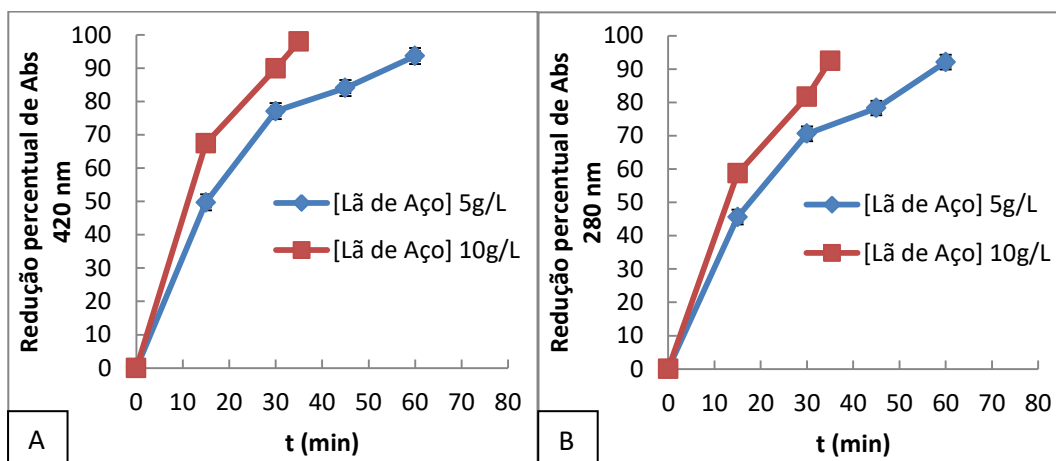 Redução percentual de Abs
420 nm
100
90
80
70
60
50
40
30
20
10
0
[Lã de Aço] 5g/L
[Lã de Aço] 10g/L
0 10 20 30 40 50 60 70 80
t (min)
A
Redução percentual de Abs
280 nm
100
90
80
70
60
50
40
30
20
10
0
[Lã de Aço] 5g/L
[Lã de Aço] 10g/L
0 10 20 30 40 50 60 70 80
t (min)
B